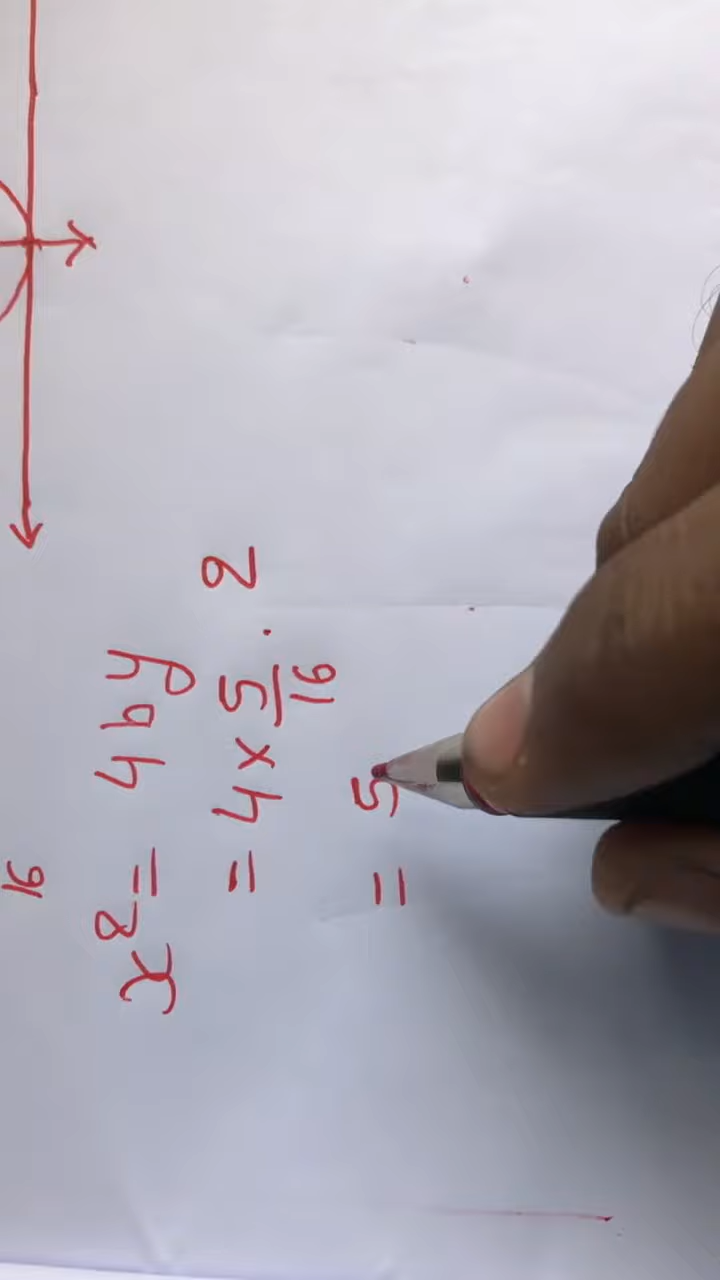 16
x² = 4by
= 4 × 5/16 · 2
= 5